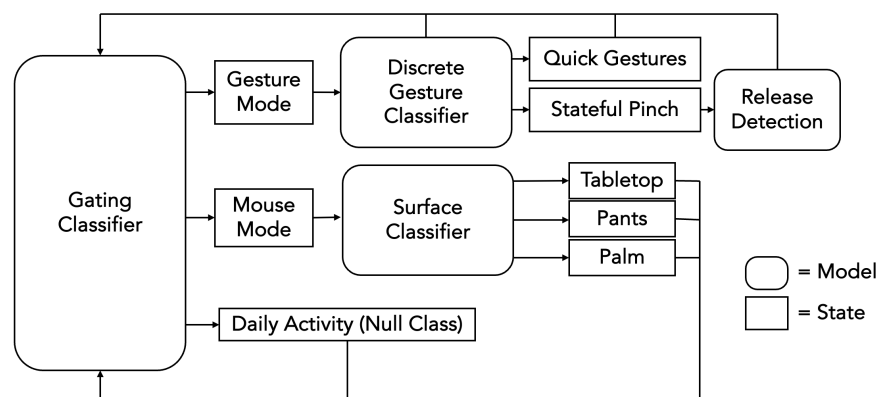 Gating
Classifier
Gesture
Mode
Discrete
Gesture
Classifier
Quick Gestures
Stateful Pinch
Release
Detection
Mouse
Mode
Surface
Classifier
Tabletop
Pants
Palm
Daily Activity (Null Class)
= Model
= State